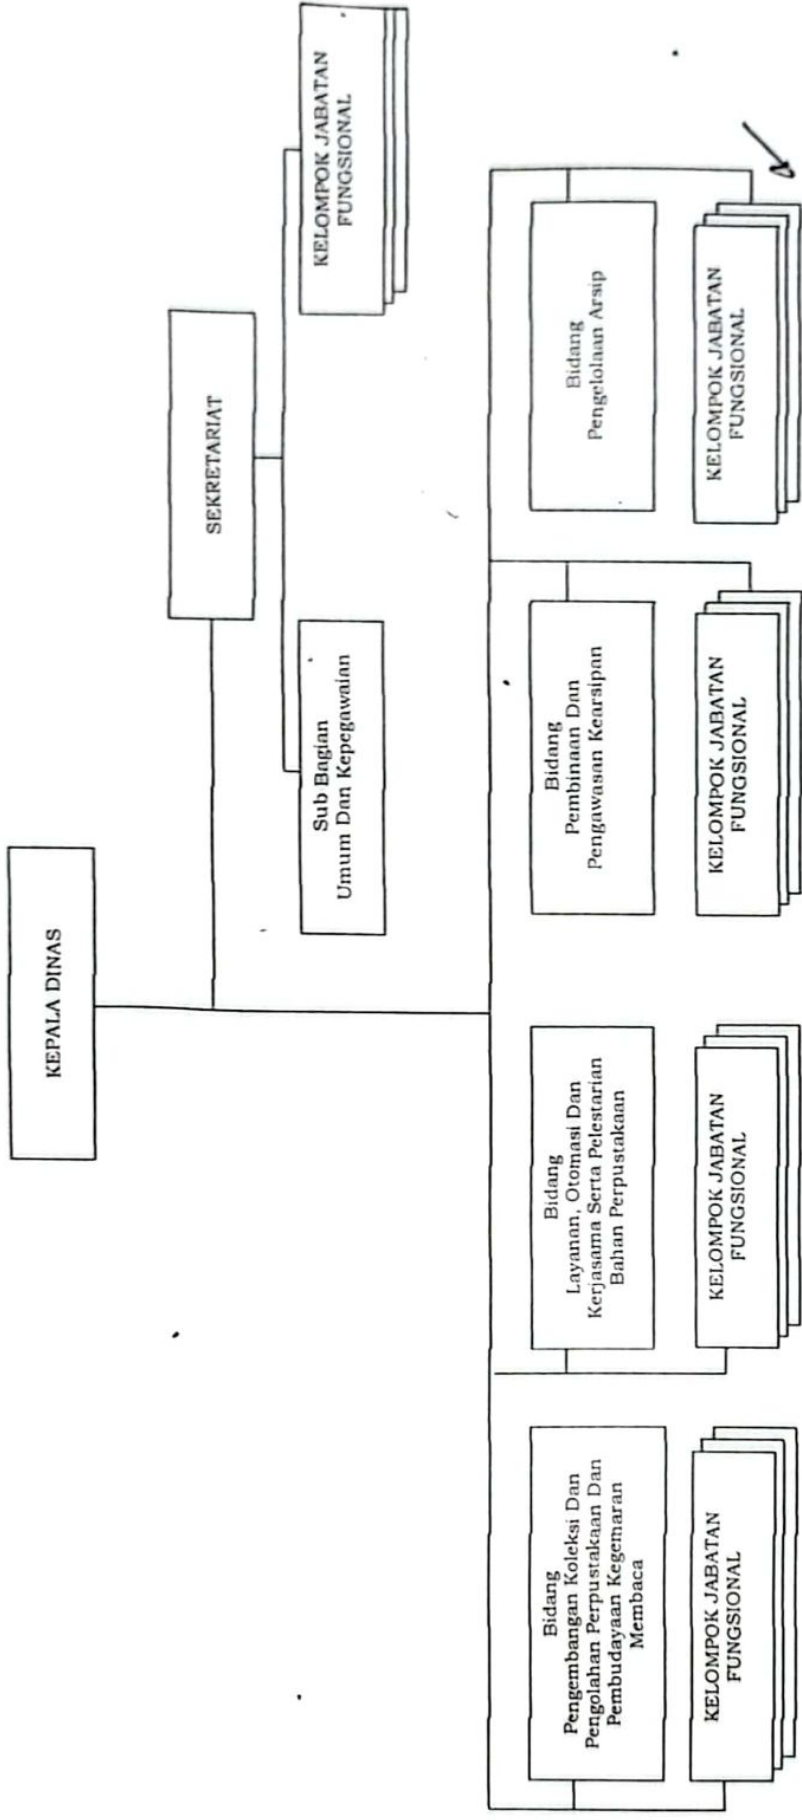 KEPALA DINAS
SEKRETARIAT
Sub Bagian
Umum Dan Kepegawaian
KELOMPOK JABATAN
FUNGSIONAL
Bidang
Pengembangan Koleksi Dan
Pengolahan Perpustakaan Dan
Pembudayaan Kegemaran
Membaca
Bidang
Layanan, Otomasi Dan
Kerjasama Serta Pelestarian
Bahan Perpustakaan
Bidang
Pembinaan Dan
Pengawasan Kearsipan
Bidang
Pengelolaan Arsip
KELOMPOK JABATAN
FUNGSIONAL
KELOMPOK JABATAN
FUNGSIONAL
KELOMPOK JABATAN
FUNGSIONAL
KELOMPOK JABATAN
FUNGSIONAL